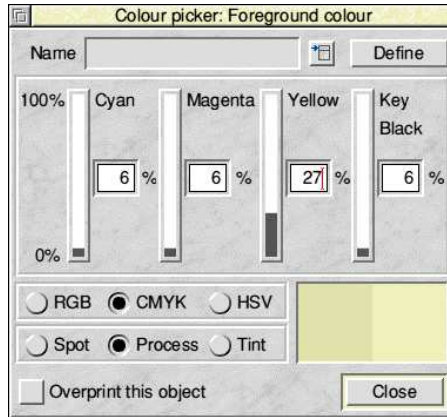 Colour picker: Foreground colour
Name
Define
100%
Cyan
Magenta
Yellow
Key
Black
6 %
6 %
27 %
6 %
0%
RGB CMYK HSV
Spot Process Tint
Overprint this object
Close